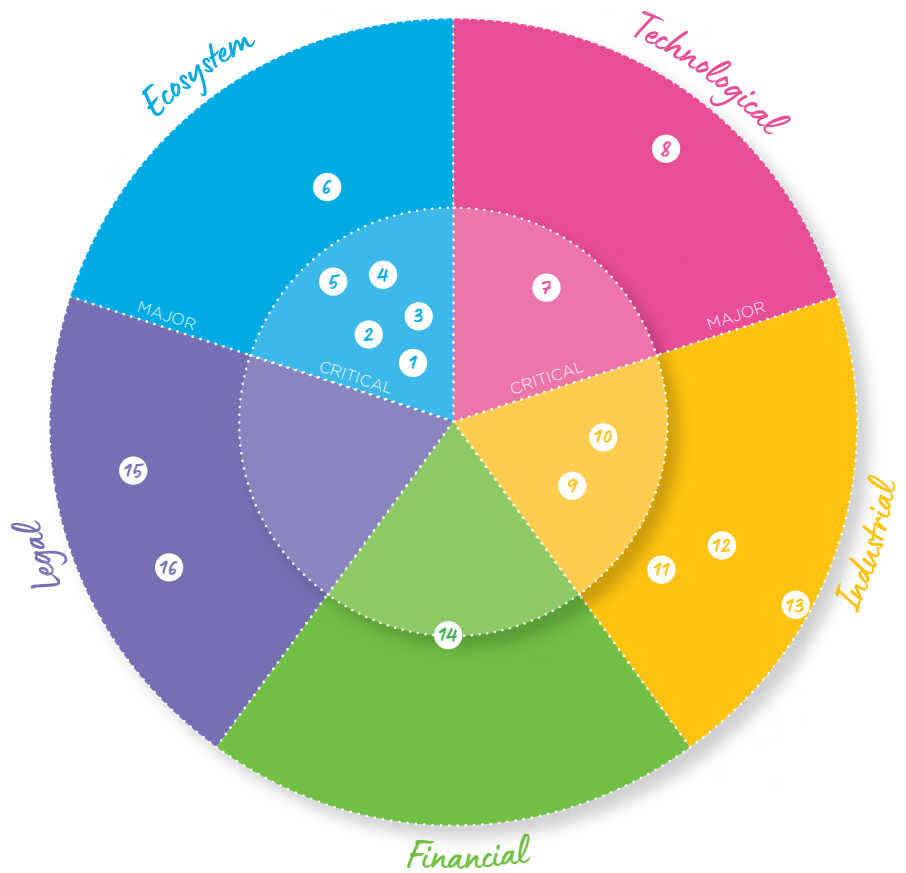 Ecosystem
Technological
8
6
5
4
7
3
2
1
MAJOR
MAJOR
CRITICAL
CRITICAL
10
9
15
16
12
11
13
14
Legal
Industrial
Financial